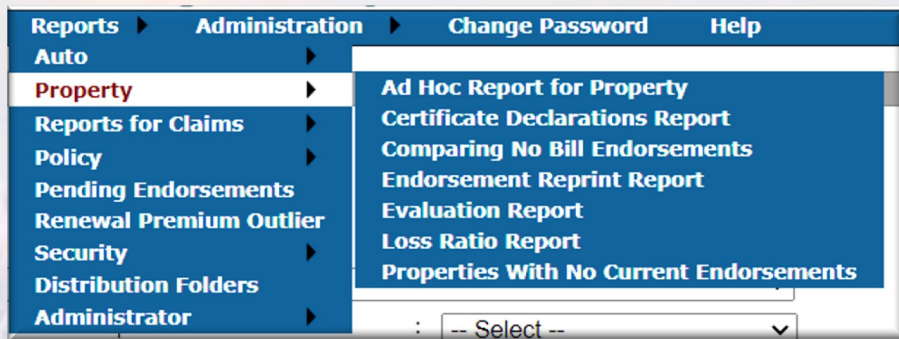 Reports Administration Change Password Help
Auto
Property
Reports for Claims
Policy
Pending Endorsements
Renewal Premium Outlier
Security
Distribution Folders
Administrator
Ad Hoc Report for Property
Certificate Declarations Report
Comparing No Bill Endorsements
Endorsement Reprint Report
Evaluation Report
Loss Ratio Report
Properties With No Current Endorsements
: -- Select --